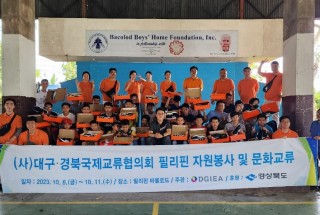 Bacolod Boys' Home Foundation, Inc.
(사)대구·경북국제교류협의회 필리핀 자원봉사 및 문화교류
2023. 10. 6.(금) ~ 10. 11.(수) / 장소 : 필리핀 바콜로드 / 주관 : DGIEA / 후원 : 경상북도